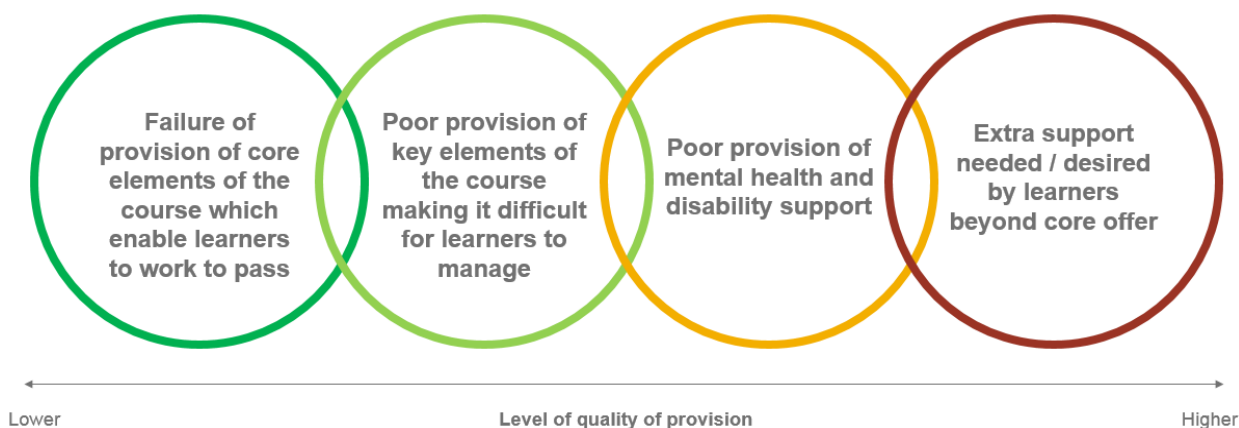 Failure of
provision of core
elements of the
course which
enable learners
to work to pass
Poor provision of
key elements of
the course
making it difficult
for learners to
manage
Poor provision of
mental health and
disability support
Extra support
needed / desired
by learners
beyond core offer
Lower
Level of quality of provision
Higher